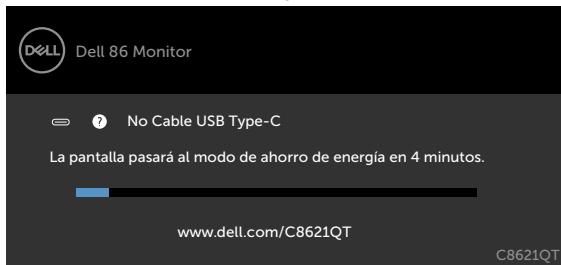 DELL
Dell 86 Monitor
? No Cable USB Type-C
La pantalla pasará al modo de ahorro de energía en 4 minutos.
www.dell.com/C8621QT
C8621QT